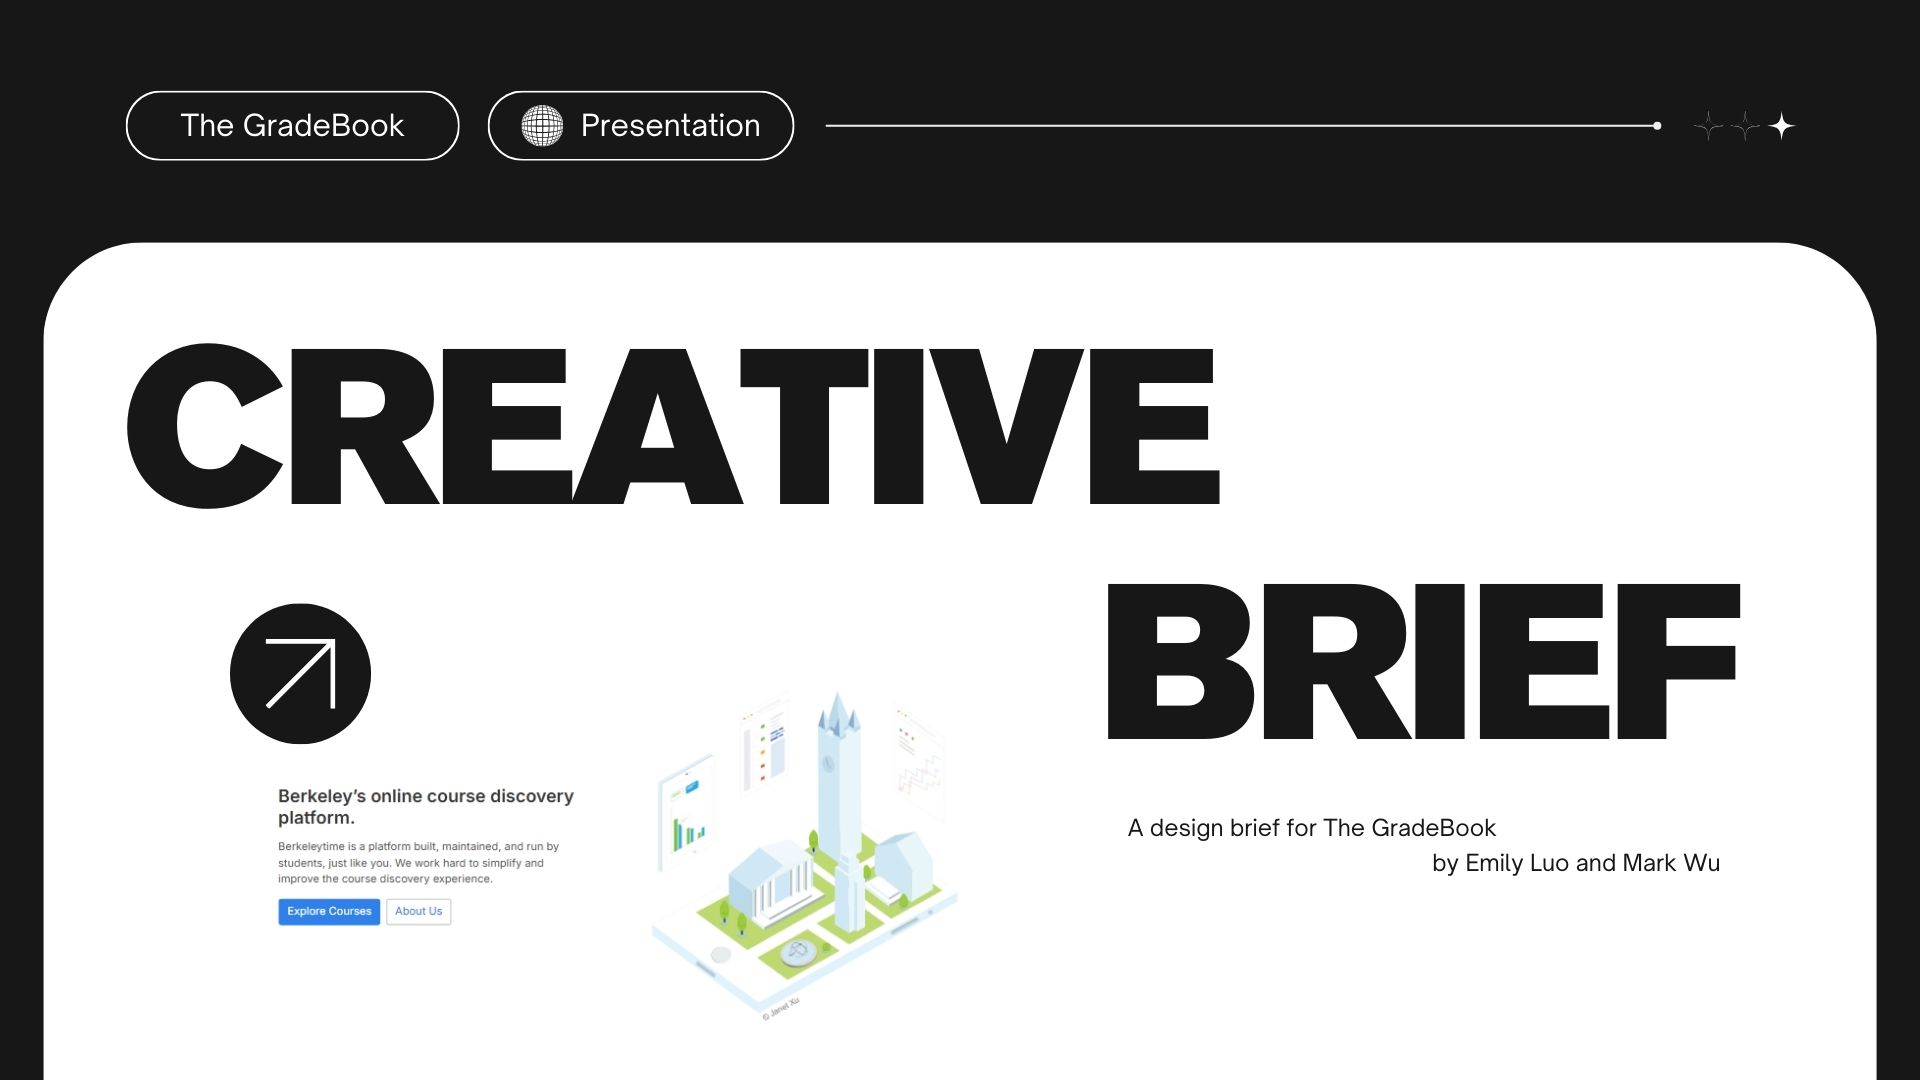 The GradeBook
Presentation
CREATIVE
BRIEF
Berkeley’s online course discovery
platform.
Berkeleytime is a platform built, maintained, and run by
students, just like you. We work hard to simplify and
improve the course discovery experience.
Explore Courses
About Us
© Janet Xu
A design brief for The GradeBook
by Emily Luo and Mark Wu